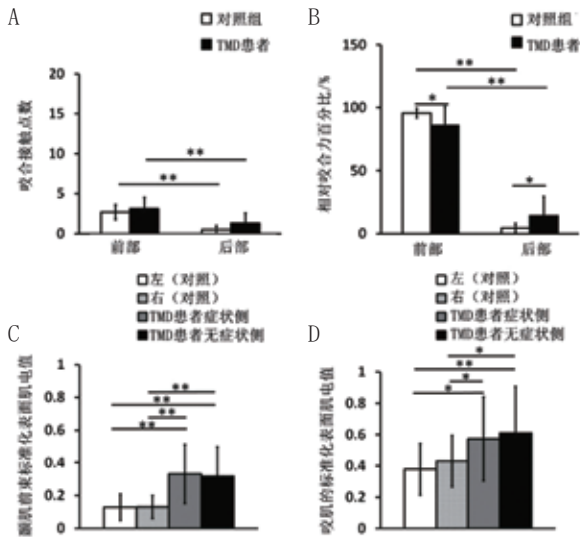 A
对照组
TMD患者
咬合接触点数
20
15
10
5
0
**
**
前部
后部
B
对照组
TMD患者
相对咬合力百分比/%
150
100
50
0
**
**
*
*
前部
后部
左（对照）
右（对照）
TMD患者症状侧
TMD患者无症状侧
C
颞肌前束标准化表面肌电值
1
0.8
0.6
0.4
0.2
0
**
**
**
**
左（对照）
右（对照）
TMD患者症状侧
TMD患者无症状侧
D
咬肌的标准化表面肌电值
1
0.8
0.6
0.4
0.2
0
*
**
*
*